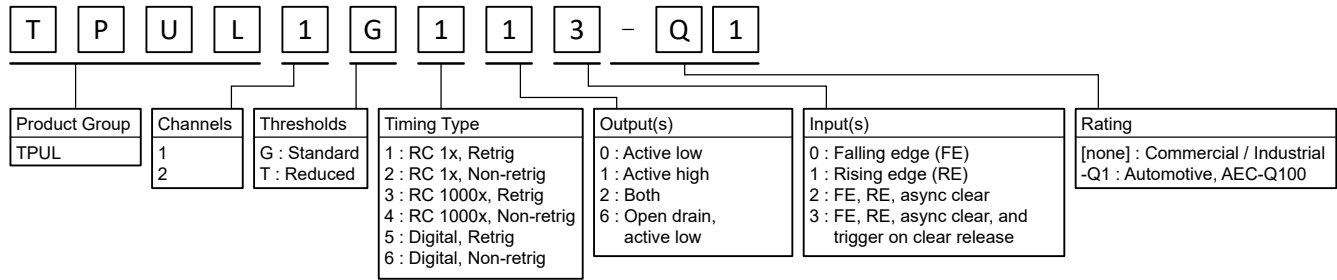 T P U L 1 G 1 1 3 - Q 1
Product Group
TPUL
Channels
1
2
Thresholds
G : Standard
T : Reduced
Timing Type
1 : RC 1x, Retrig
2 : RC 1x, Non-retrig
3 : RC 1000x, Retrig
4 : RC 1000x, Non-retrig
5 : Digital, Retrig
6 : Digital, Non-retrig
Output(s)
0 : Active low
1 : Active high
2 : Both
6 : Open drain,
active low
Input(s)
0 : Falling edge (FE)
1 : Rising edge (RE)
2 : FE, RE, async clear
3 : FE, RE, async clear, and
trigger on clear release
Rating
[none] : Commercial / Industrial
-Q1 : Automotive, AEC-Q100